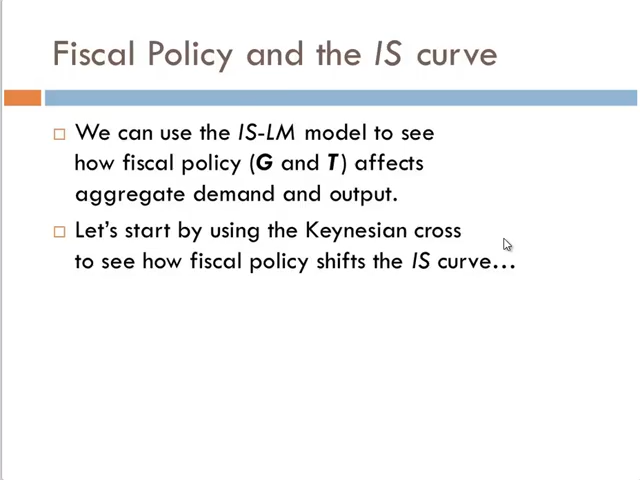 Fiscal Policy and the IS curve
We can use the IS-LM model to see
how fiscal policy (G and T) affects
aggregate demand and output.
Let’s start by using the Keynesian cross
to see how fiscal policy shifts the IS curve…